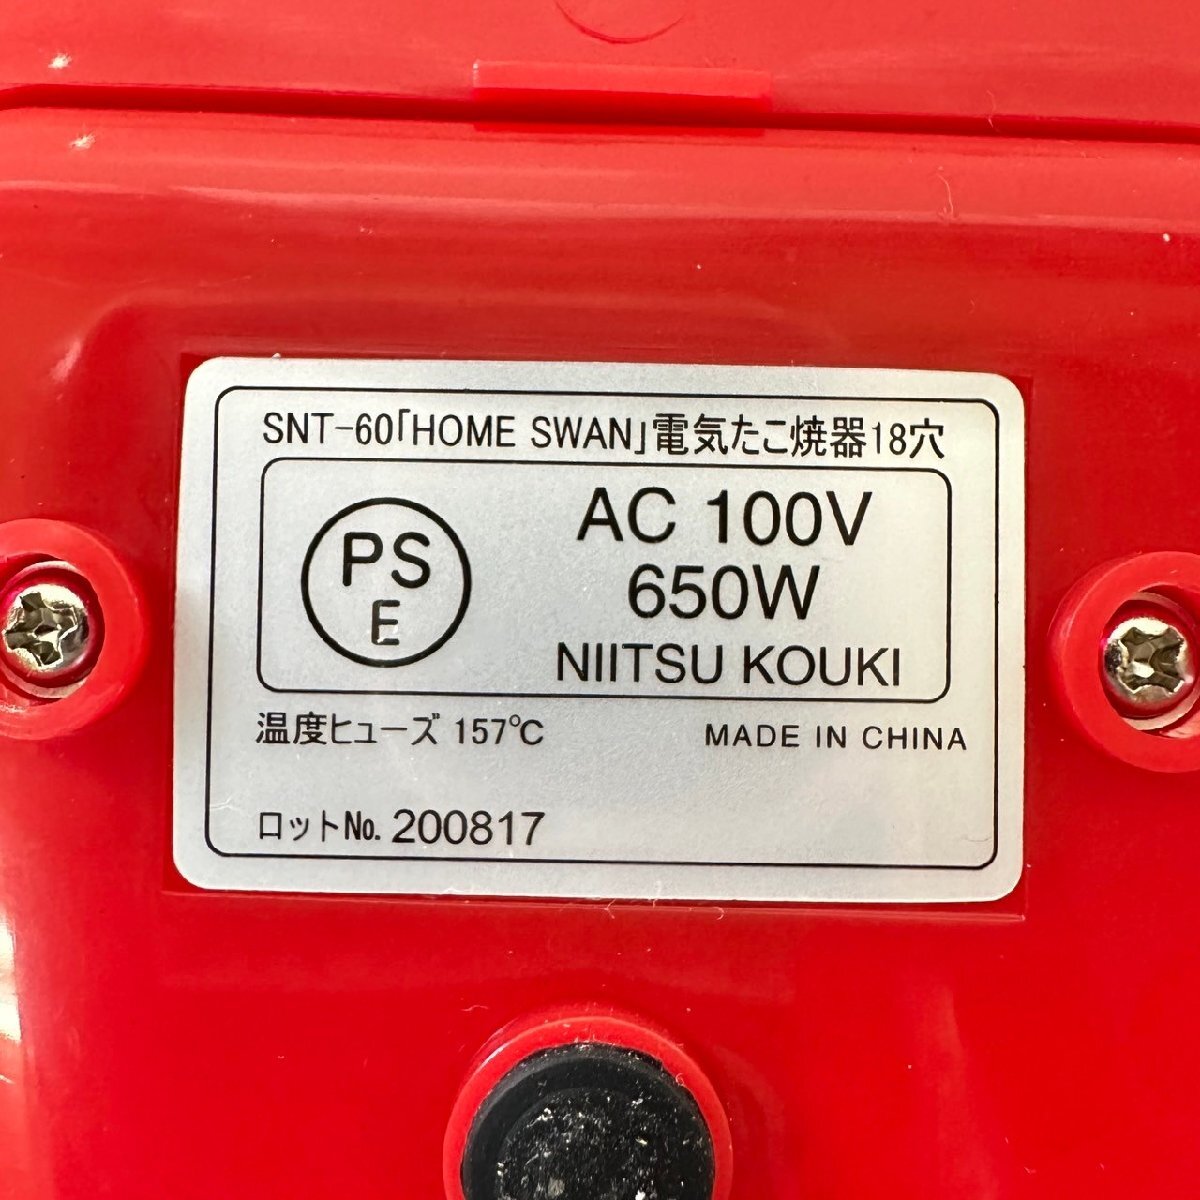 SNT-60「HOME SWAN」電気たこ焼器18穴
PS
E
AC 100V
650W
NIITSU KOUKI
温度ヒューズ 157℃
MADE IN CHINA
ロットNo. 200817